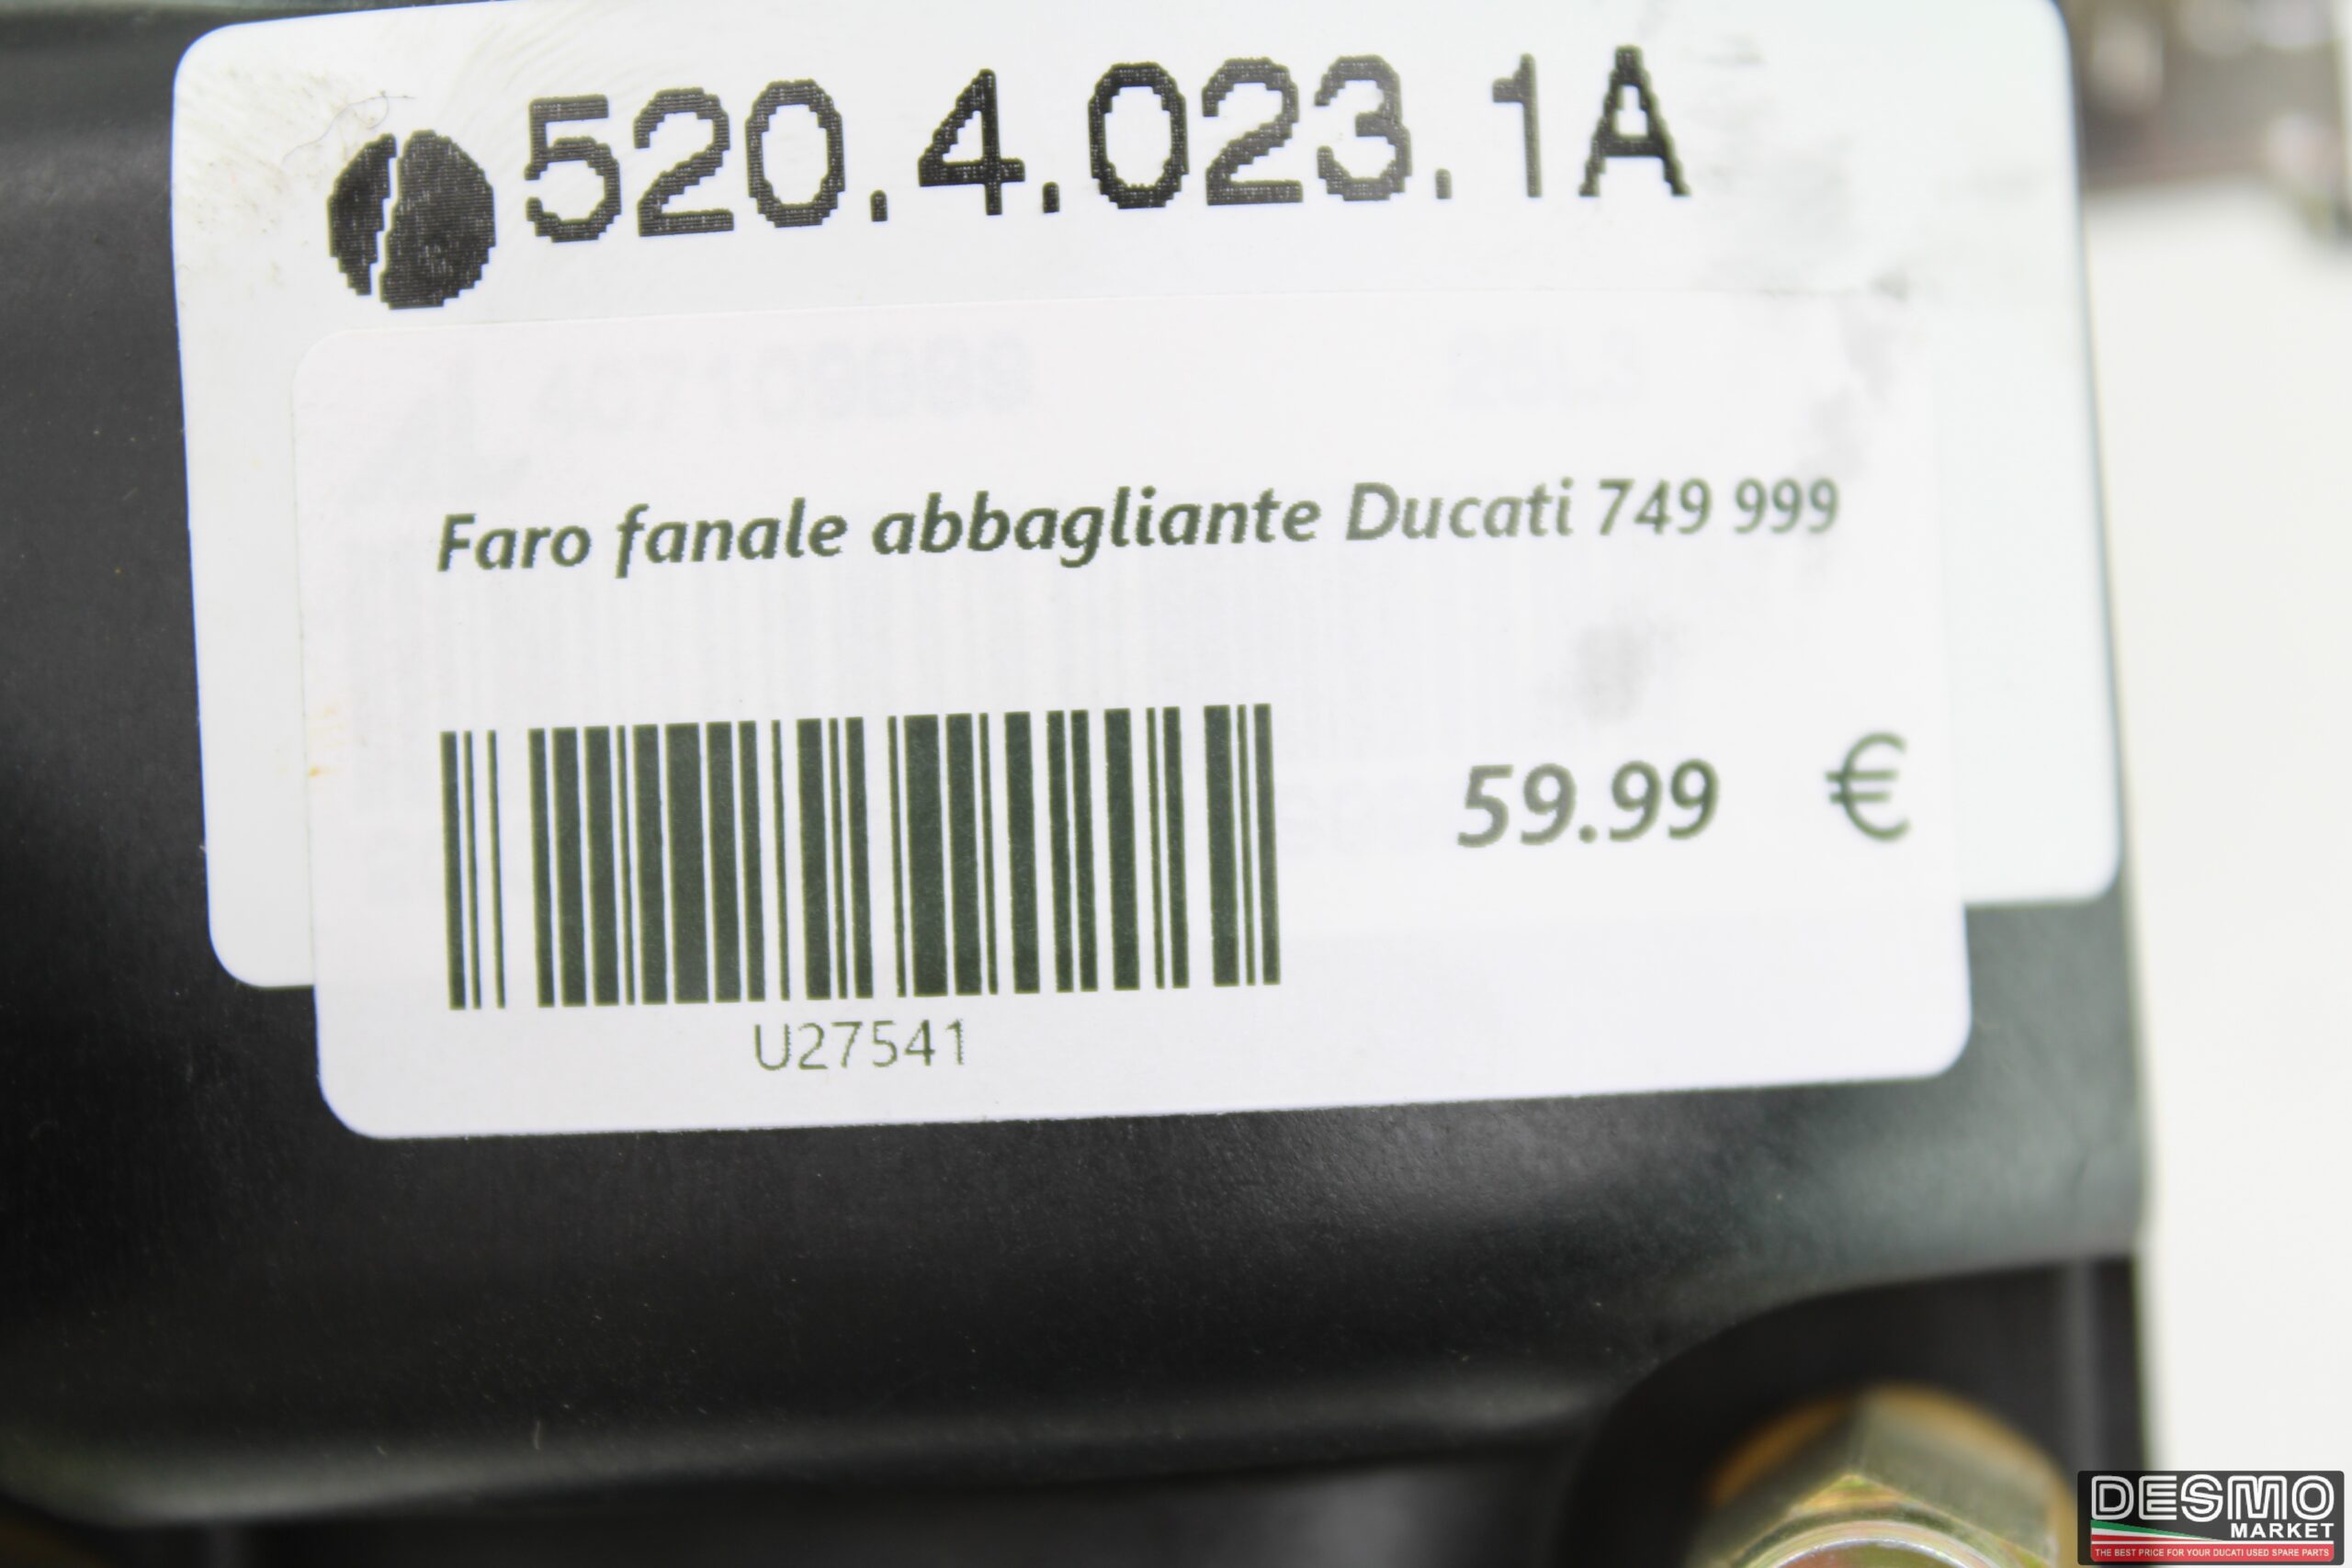 520.4.023.1A
Faro fanale abbagliante Ducati 749 999
59.99 €
U27541
DESMO
MARKET
THE BEST PRICE FOR YOUR DUCATI USED SPARE PARTS